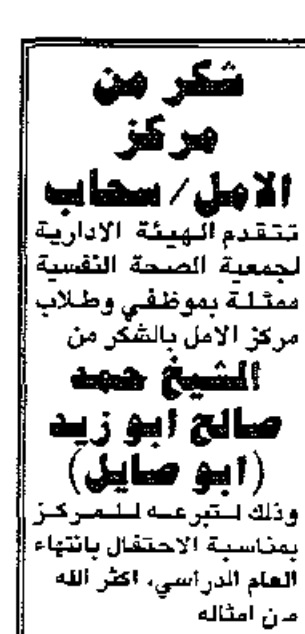 شكر من
مركز
الامل/سحاب
تتقدم الهيئة الادارية
لجمعية الصحة النفسية
ممثلة بموظفي وطلاب
مركز الامل بالشكر من
الشيخ حمد
صالح ابو زيد
(ابو صايل)
وذلك لتبرعه للمركز
بمناسبة الاحتفال بانتهاء
العام الدراسي، اكثر الله
من امثاله